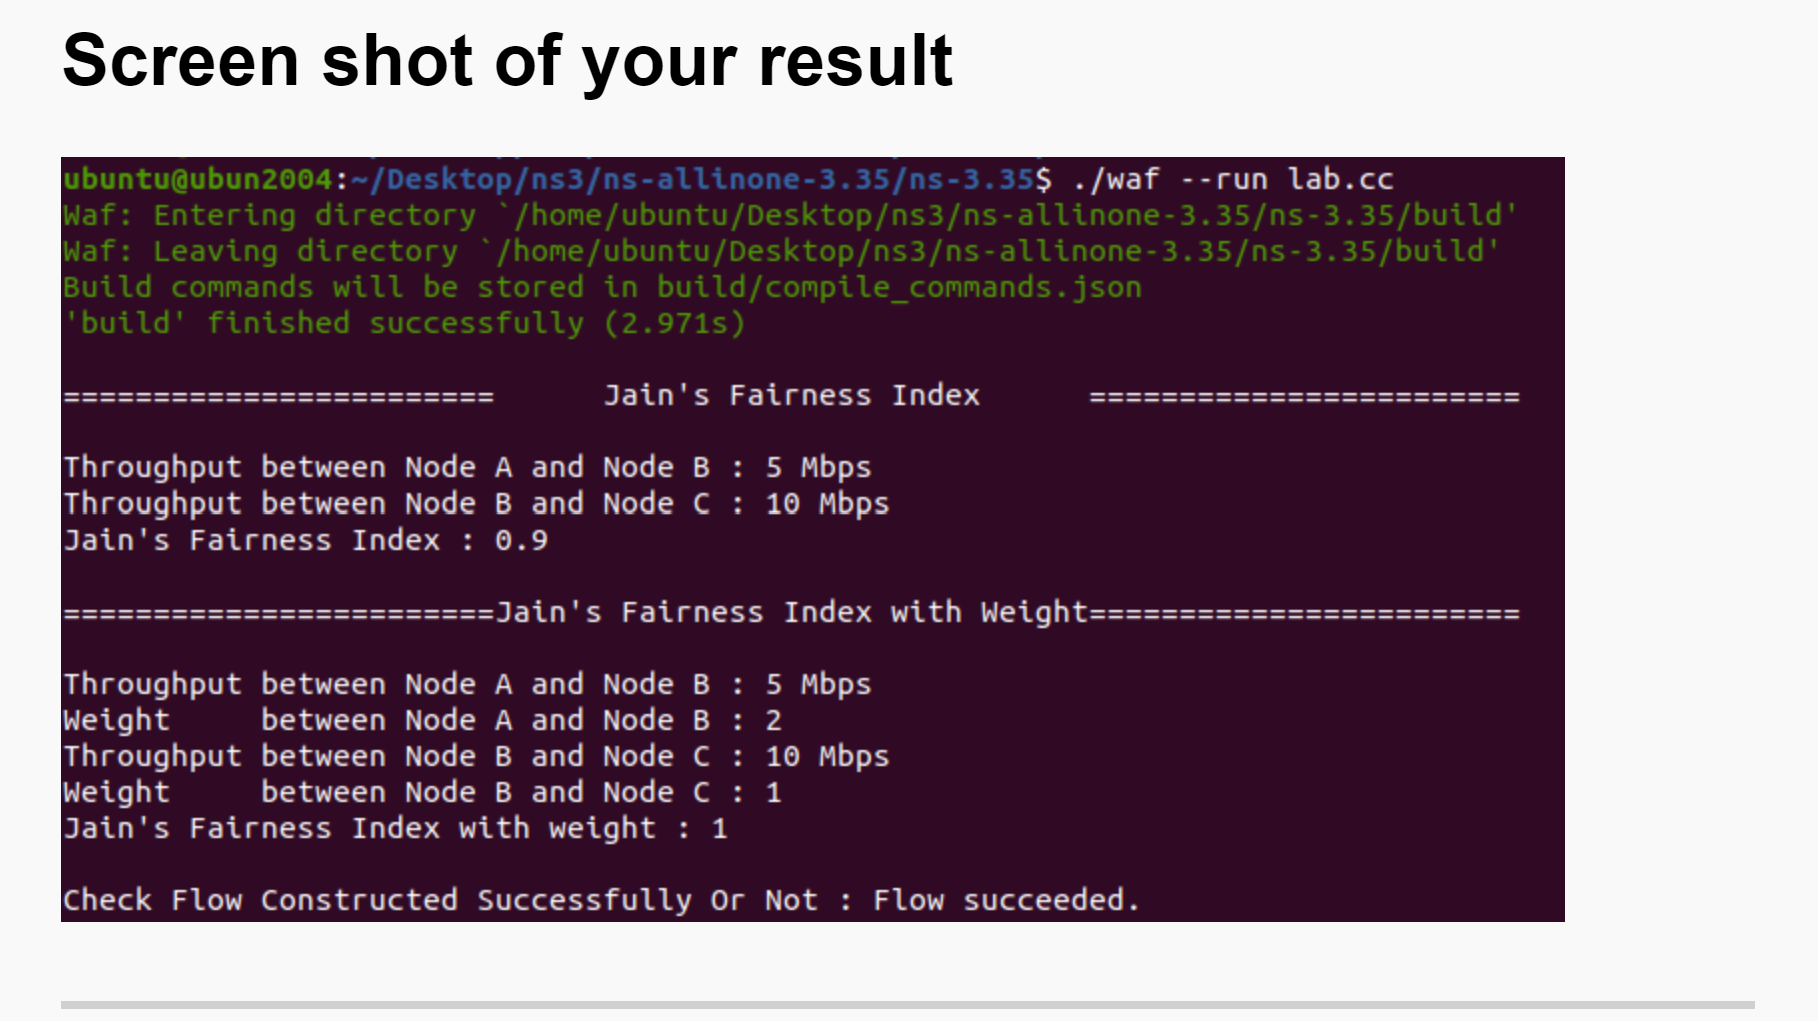 Screen shot of your result
ubuntu@ubun2004:~/Desktop/ns3/ns-allinone-3.35/ns-3.35$ ./waf --run lab.cc
Waf: Entering directory `/home/ubuntu/Desktop/ns3/ns-allinone-3.35/ns-3.35/build'
Waf: Leaving directory `/home/ubuntu/Desktop/ns3/ns-allinone-3.35/ns-3.35/build'
Build commands will be stored in build/compile_commands.json
'build' finished successfully (2.971s)
========================      Jain's Fairness Index      ========================
Throughput between Node A and Node B : 5 Mbps
Throughput between Node B and Node C : 10 Mbps
Jain's Fairness Index : 0.9
========================Jain's Fairness Index with Weight========================
Throughput between Node A and Node B : 5 Mbps
Weight     between Node A and Node B : 2
Throughput between Node B and Node C : 10 Mbps
Weight     between Node B and Node C : 1
Jain's Fairness Index with weight : 1
Check Flow Constructed Successfully Or Not : Flow succeeded.